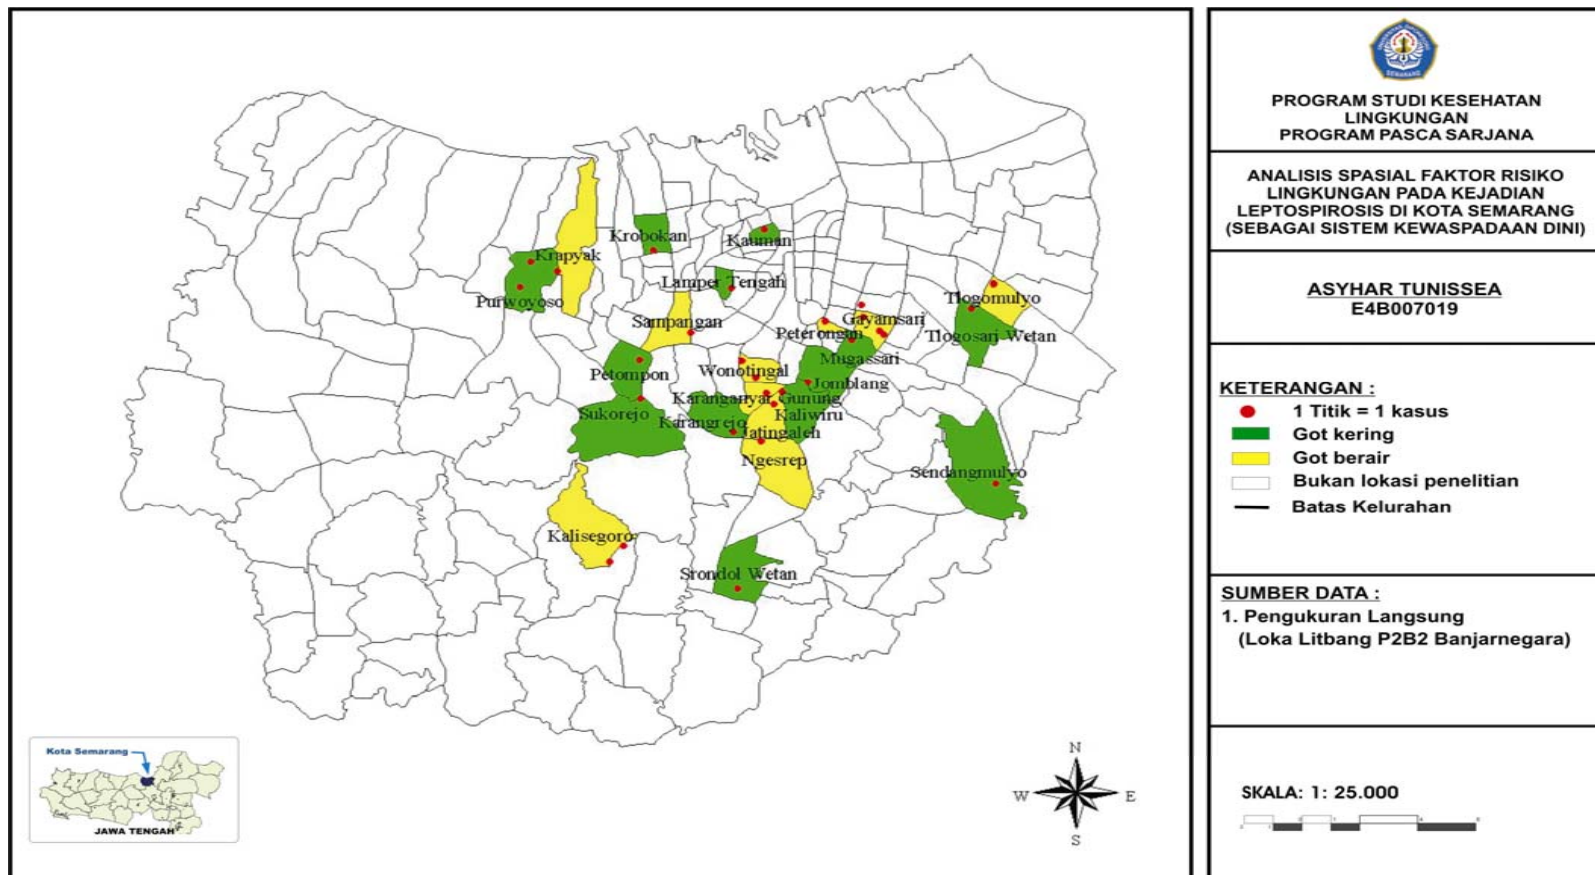 Krobokan
Kauman
Krapyak
Lamper Tengah
Purwoyoso
Tlogomulyo
Sampangan
Gayamsari
Peterongan
Tlogosari Wetan
Mugassari
Wonotingal
Petompon
Jomblang
Karanganyar Gunung
Sukorejo
Kaliwiru
Karangrejo
Jatingaleh
Ngesrep
Sendangmulyo
Kalisegoro
Srondol Wetan
Kota Semarang
JAWA TENGAH
N
W
E
S
PROGRAM STUDI KESEHATAN
LINGKUNGAN
PROGRAM PASCA SARJANA
ANALISIS SPASIAL FAKTOR RISIKO
LINGKUNGAN PADA KEJADIAN
LEPTOSPIROSIS DI KOTA SEMARANG
(SEBAGAI SISTEM KEWASPADAAN DINI)
ASYHAR TUNISSEA
E4B007019
KETERANGAN :
1 Titik = 1 kasus
Got kering
Got berair
Bukan lokasi penelitian
Batas Kelurahan
SUMBER DATA :
1. Pengukuran Langsung
(Loka Litbang P2B2 Banjarnegara)
SKALA: 1: 25.000